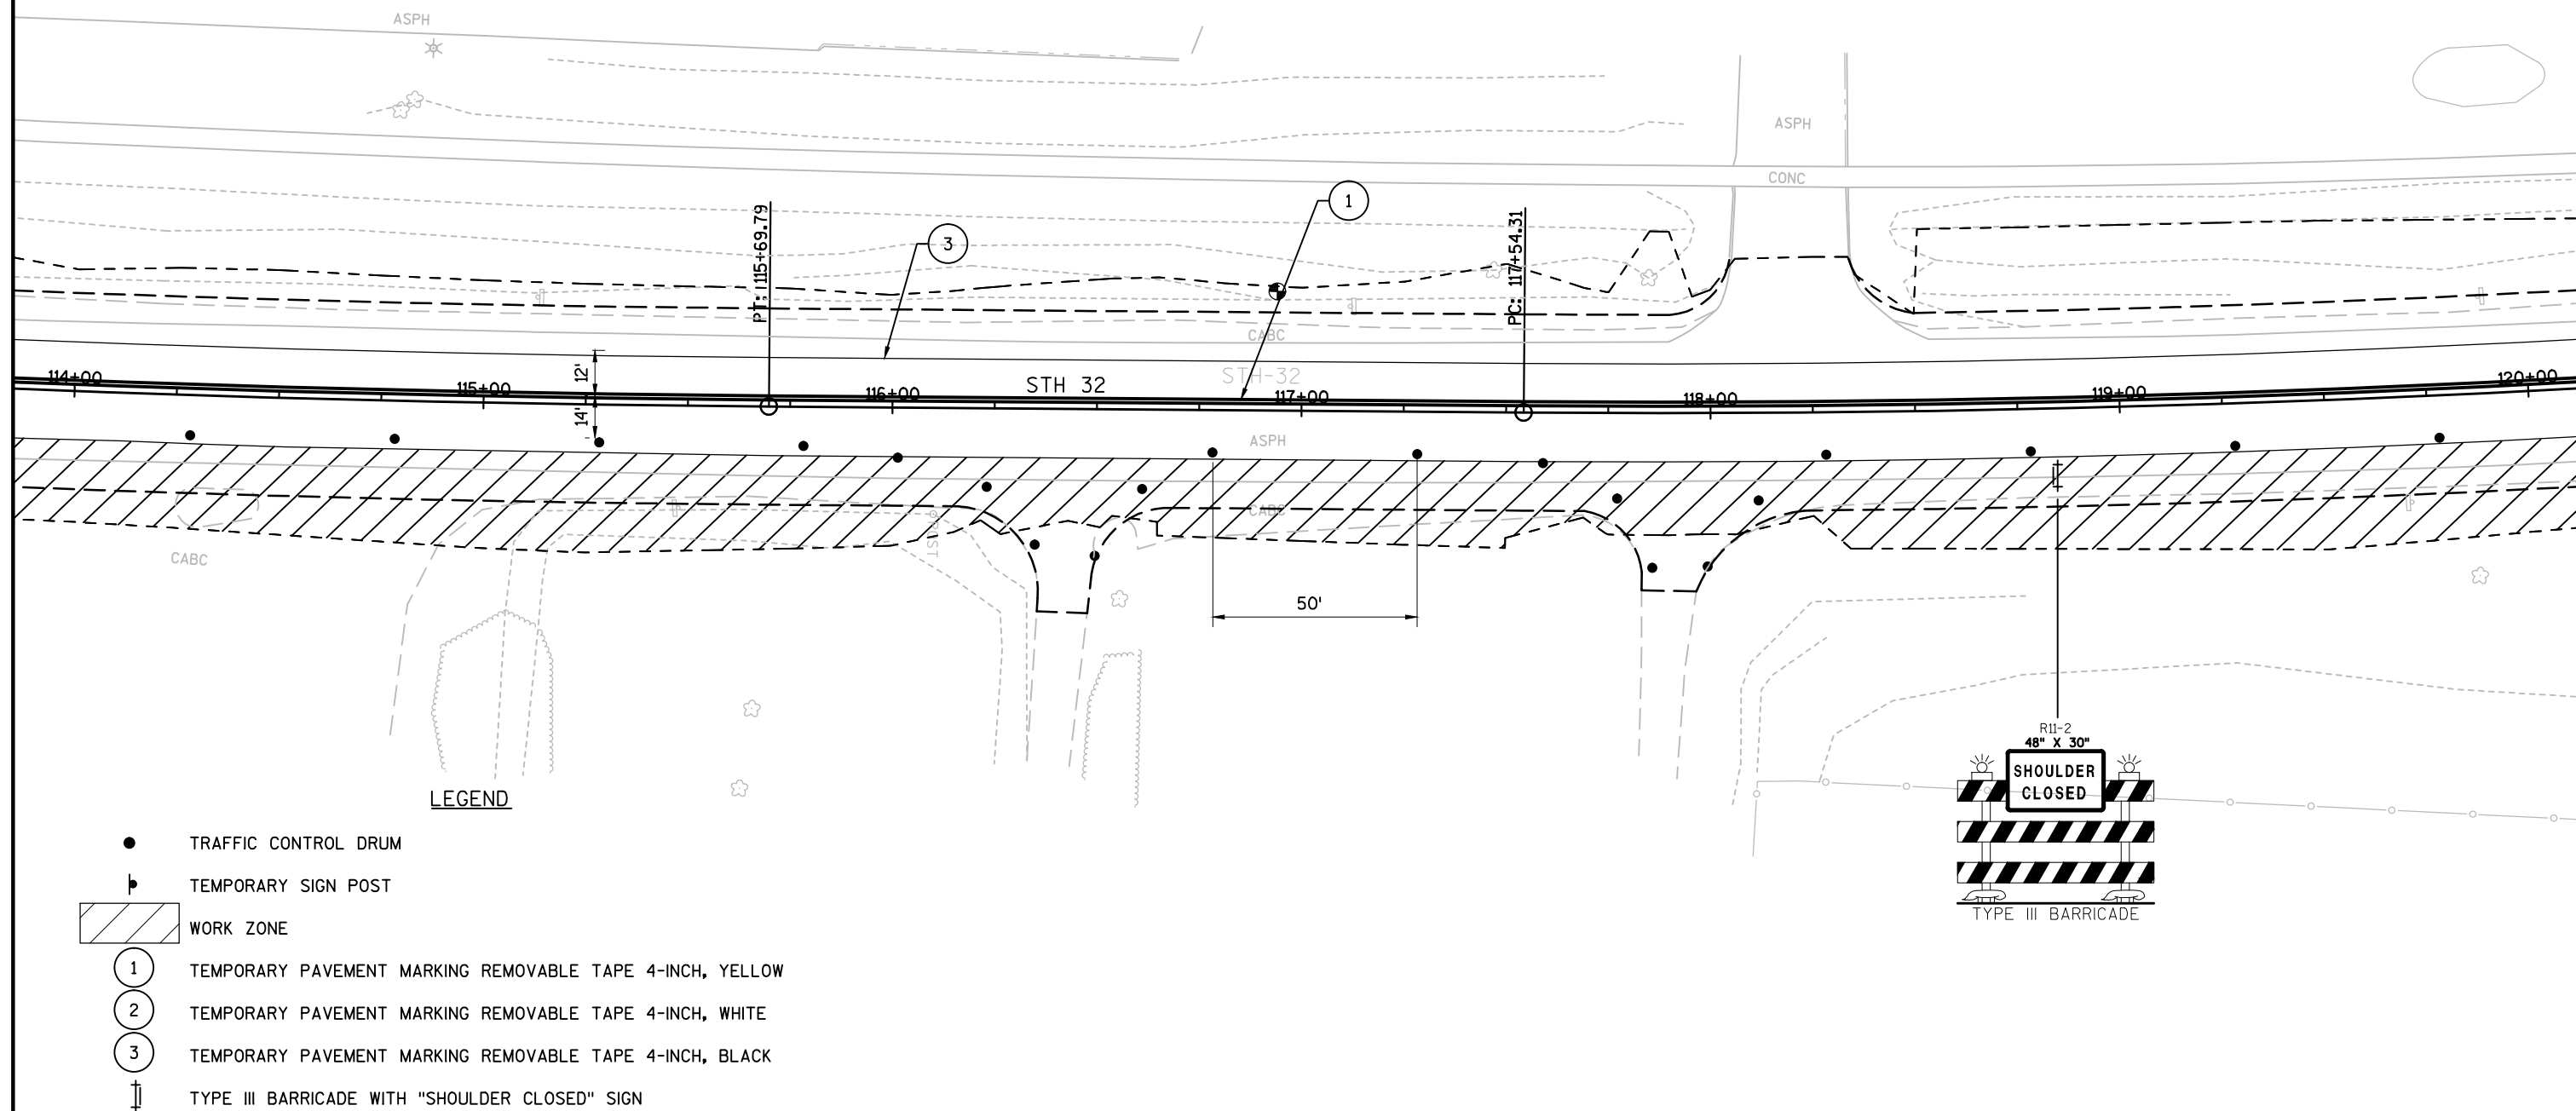 ASPH
ASPH
CONC
PT: 115+69.79
PC: 117+54.31
1
3
CABC
12'
14'
114+00
115+00
116+00
STH 32
STH-32
117+00
118+00
119+00
120+00
ASPH
CABC
CABC
50'
R11-2
48" X 30"
SHOULDER
CLOSED
TYPE III BARRICADE
LEGEND
TRAFFIC CONTROL DRUM
TEMPORARY SIGN POST
WORK ZONE
1 TEMPORARY PAVEMENT MARKING REMOVABLE TAPE 4-INCH, YELLOW
2 TEMPORARY PAVEMENT MARKING REMOVABLE TAPE 4-INCH, WHITE
3 TEMPORARY PAVEMENT MARKING REMOVABLE TAPE 4-INCH, BLACK
TYPE III BARRICADE WITH "SHOULDER CLOSED" SIGN